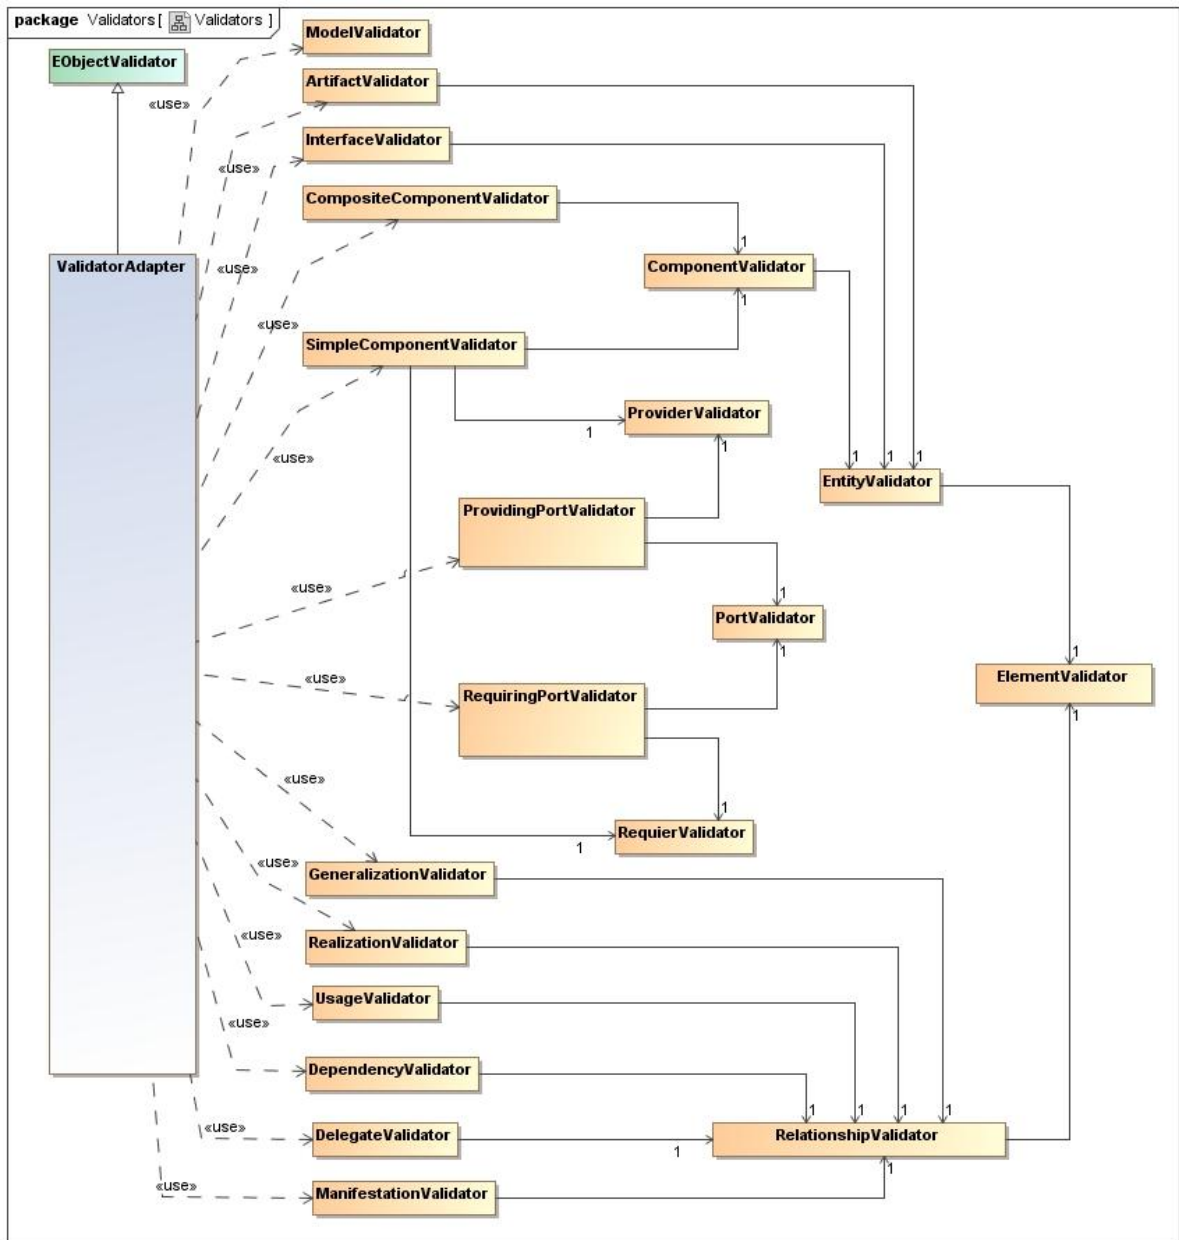 package Validators [ Validators ]
ModelValidator
EObjectValidator
ArtifactValidator
«use»
InterfaceValidator
«use»
CompositeComponentValidator
1
ValidatorAdapter
«use»
ComponentValidator
1
«use»
SimpleComponentValidator
ProviderValidator
1
1
«use»
1
1
1
EntityValidator
ProvidingPortValidator
«use»
1
PortValidator
1
1
ElementValidator
«use»
RequiringPortValidator
1
«use»
1
RequierValidator
1
«use»
GeneralizationValidator
«use»
RealizationValidator
UsageValidator
«use»
DependencyValidator
1
1
1
1
«use»
DelegateValidator
1
RelationshipValidator
1
«use»
ManifestationValidator